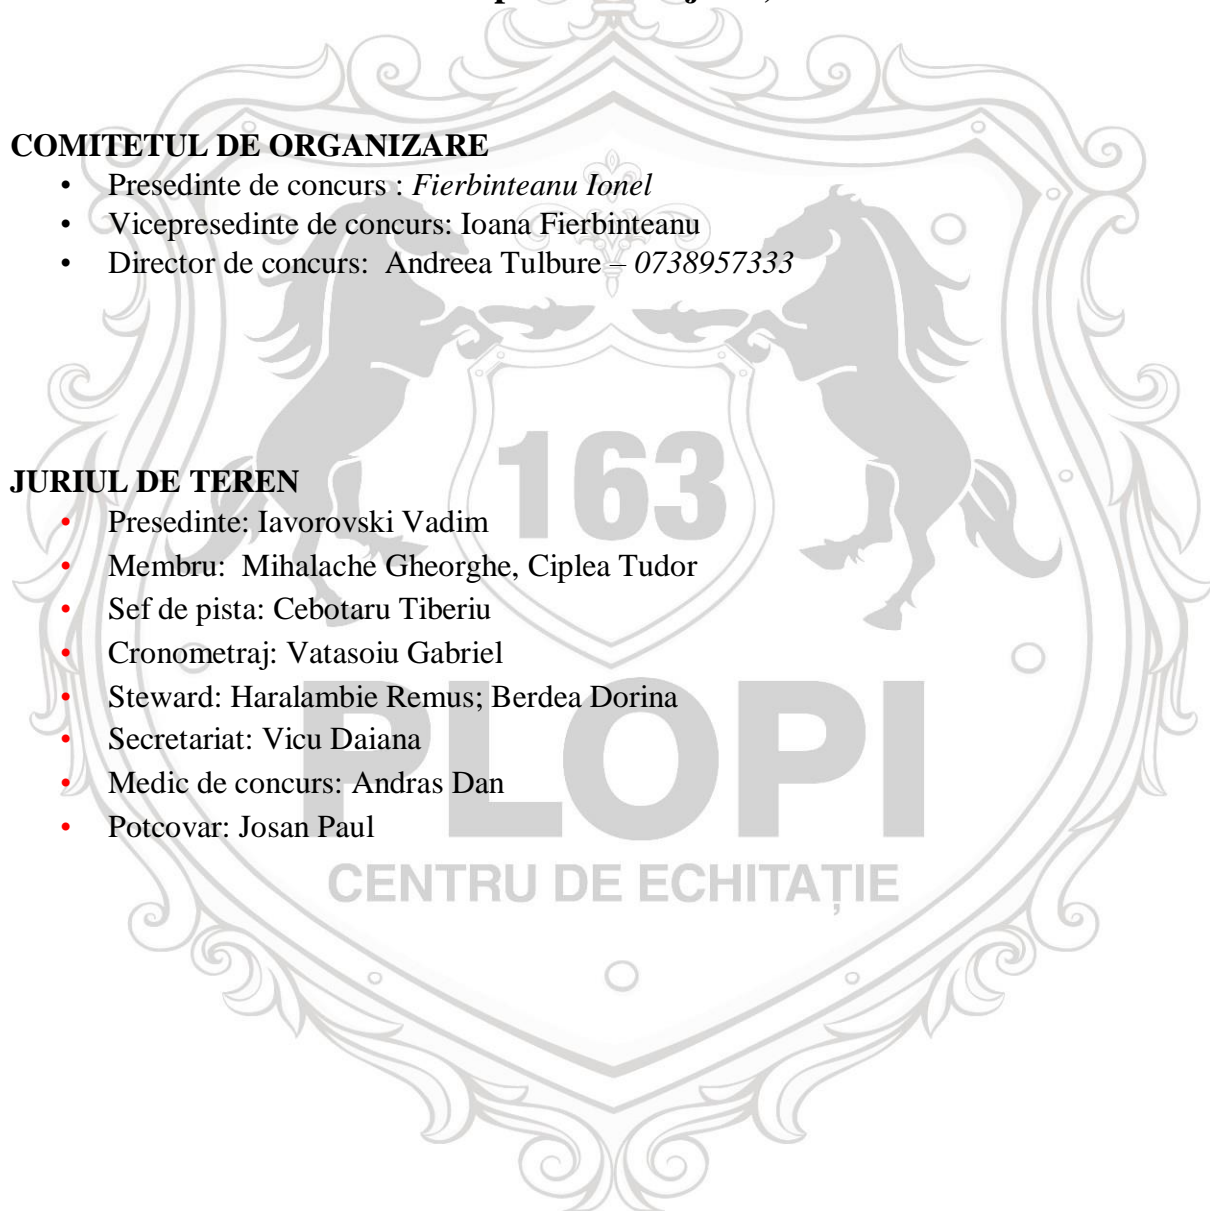 COMITETUL DE ORGANIZARE
• Presedinte de concurs : Fierbinteanu Ionel
• Vicepresedinte de concurs: Ioana Fierbinteanu
• Director de concurs: Andreea Tulbure – 0738957333
163
JURIUL DE TEREN
• Presedinte: Iavorovski Vadim
• Membru: Mihalache Gheorghe, Ciplea Tudor
• Sef de pista: Cebotaru Tiberiu
• Cronometraj: Vatasoiu Gabriel
• Steward: Haralambie Remus; Berdea Dorina
• Secretariat: Vicu Daiana
• Medic de concurs: Andras Dan
• Potcovar: Josan Paul
PLOPI
CENTRU DE ECHITAȚIE